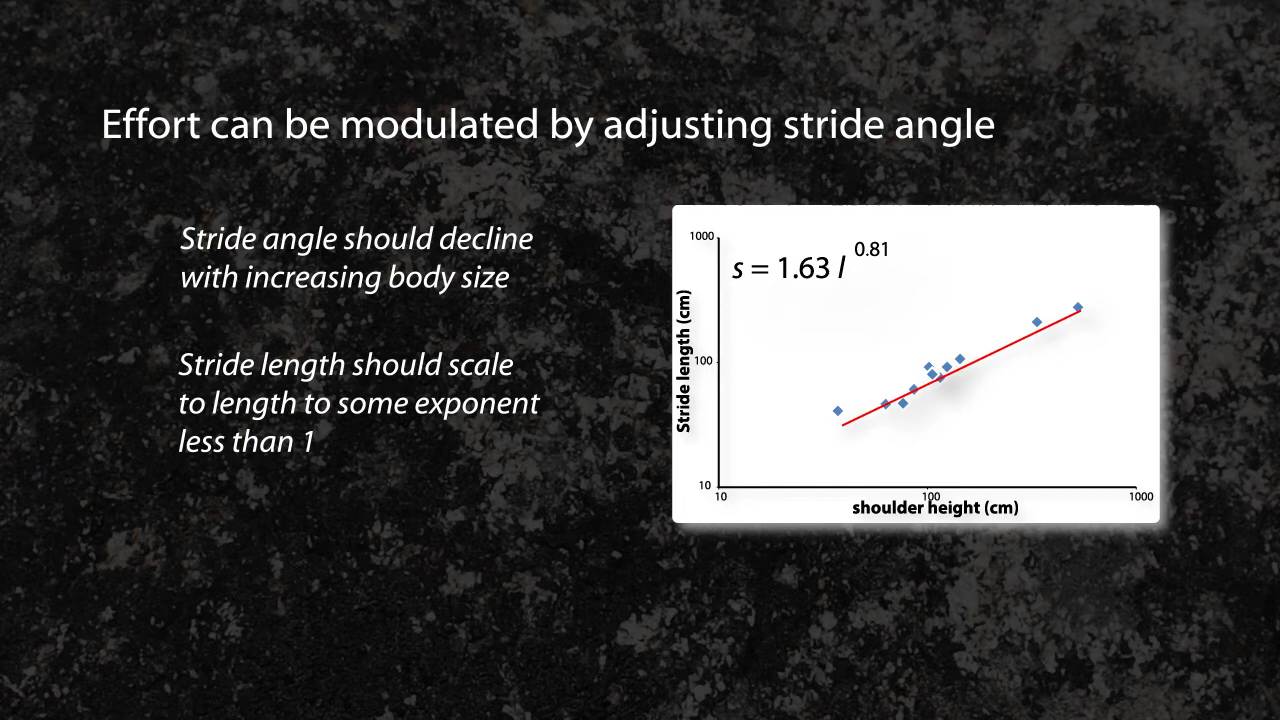 Effort can be modulated by adjusting stride angle
Stride angle should decline
with increasing body size
Stride length should scale
to length to some exponent
less than 1
1000
s = 1.63 l 0.81
Stride length (cm)
100
10
10
100
1000
shoulder height (cm)